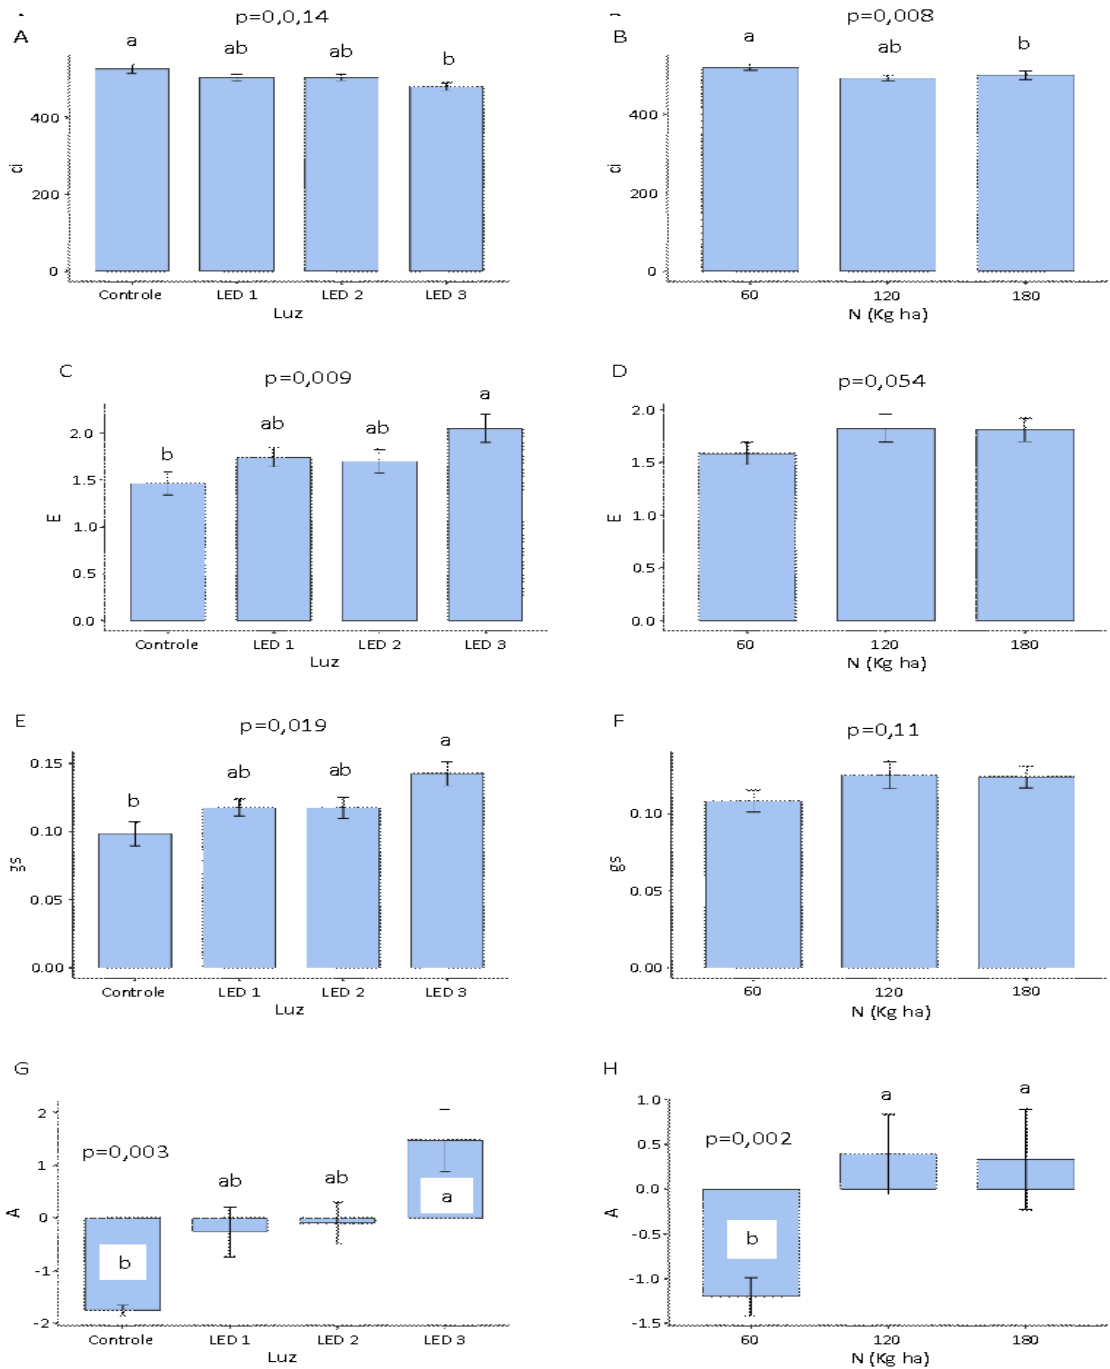 p=0,0,14
A
a ab ab b
400
200
0
ci
Controle LED 1 LED 2 LED 3
Luz
p=0,008
B
a ab b
400
200
0
ci
60 120 180
N (Kg ha)
C
p=0,009
b ab ab a
2.0
1.5
1.0
0.5
0.0
E
Controle LED 1 LED 2 LED 3
Luz
D
p=0,054
2.0
1.5
1.0
0.5
0.0
E
60 120 180
N (Kg ha)
E
p=0,019
b ab ab a
0.15
0.10
0.05
0.00
gs
Controle LED 1 LED 2 LED 3
Luz
F
p=0,11
0.10
0.05
0.00
gs
60 120 180
N (Kg ha)
G
p=0,003
b ab ab a
2
1
0
-1
-2
A
Controle LED 1 LED 2 LED 3
Luz
H
p=0,002
b a a
1.0
0.5
0.0
-0.5
-1.0
-1.5
A
60 120 180
N (Kg ha)